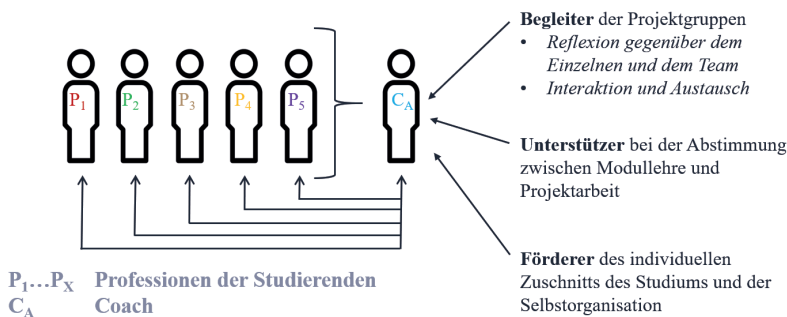 P1 P2 P3 P4 P5 CA
Begleiter der Projektgruppen
• Reflexion gegenüber dem
Einzelnen und dem Team
• Interaktion und Austausch
Unterstützer bei der Abstimmung
zwischen Modullehre und
Projektarbeit
Förderer des individuellen
Zuschnitts des Studiums und der
Selbstorganisation
P1…PX Professionen der Studierenden
CA Coach